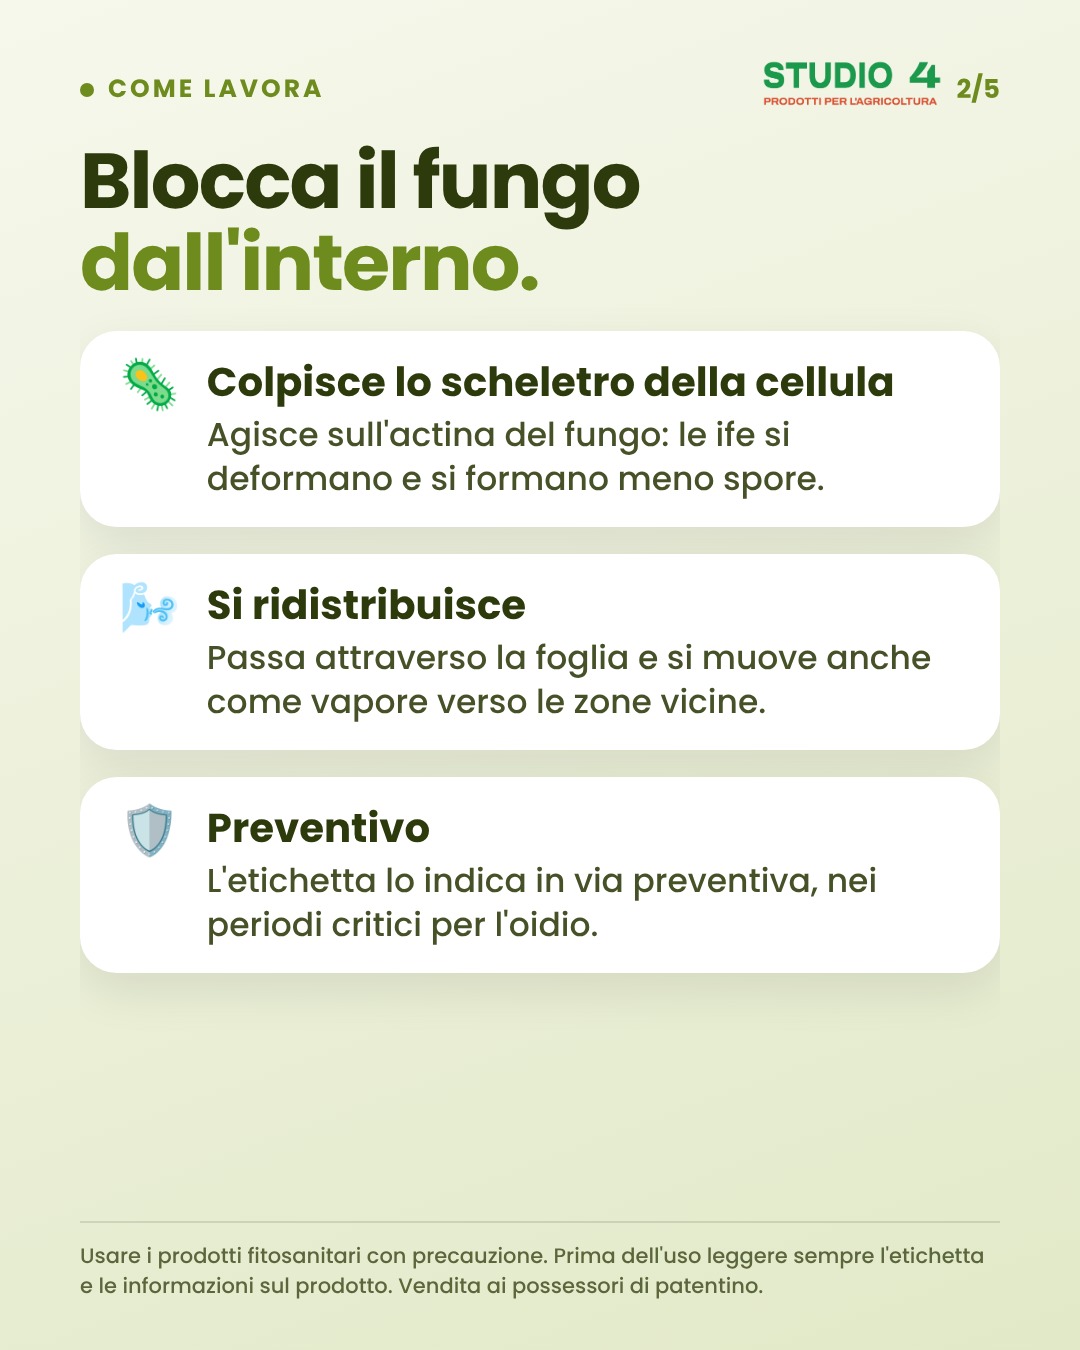 COME LAVORA
STUDIO 4
PRODOTTI PER L'AGRICOLTURA
2/5
Blocca il fungo
dall'interno.
Colpisce lo scheletro della cellula
Agisce sull'actina del fungo: le ife si
deformano e si formano meno spore.
Si ridistribuisce
Passa attraverso la foglia e si muove anche
come vapore verso le zone vicine.
Preventivo
L'etichetta lo indica in via preventiva, nei
periodi critici per l'oidio.
Usare i prodotti fitosanitari con precauzione. Prima dell'uso leggere sempre l'etichetta
e le informazioni sul prodotto. Vendita ai possessori di patentino.